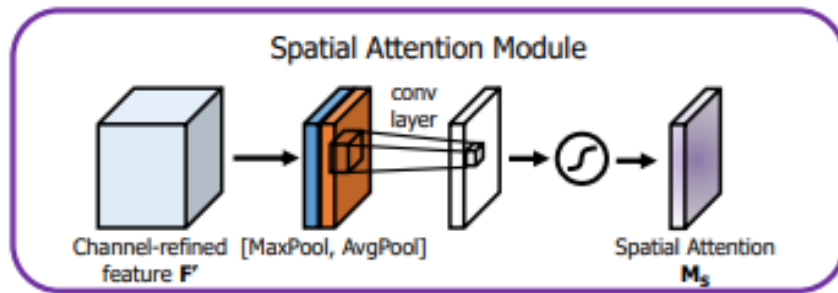 Spatial Attention Module
conv
layer
Channel-refined
feature F'
[MaxPool, AvgPool]
Spatial Attention
Ms